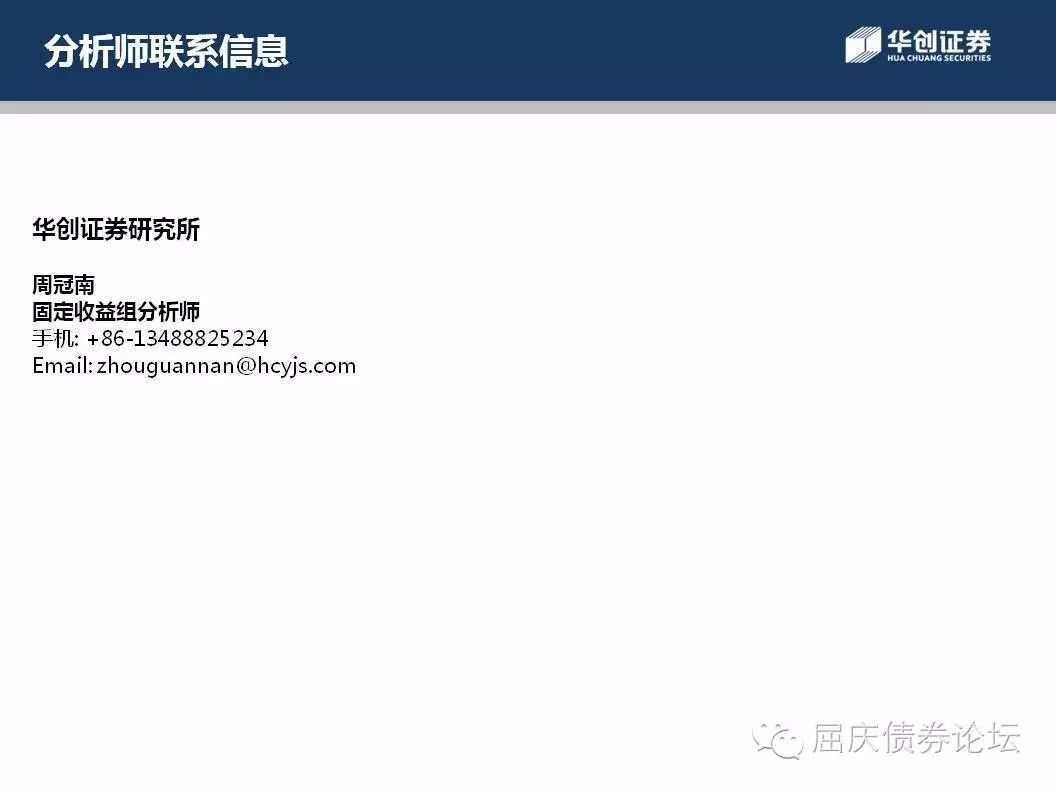 分析师联系信息
华创证券
HUA CHUANG SECURITIES
华创证券研究所
周冠南
固定收益组分析师
手机: +86-13488825234
Email: zhouguannan@hcyjs.com
屈庆债券论坛